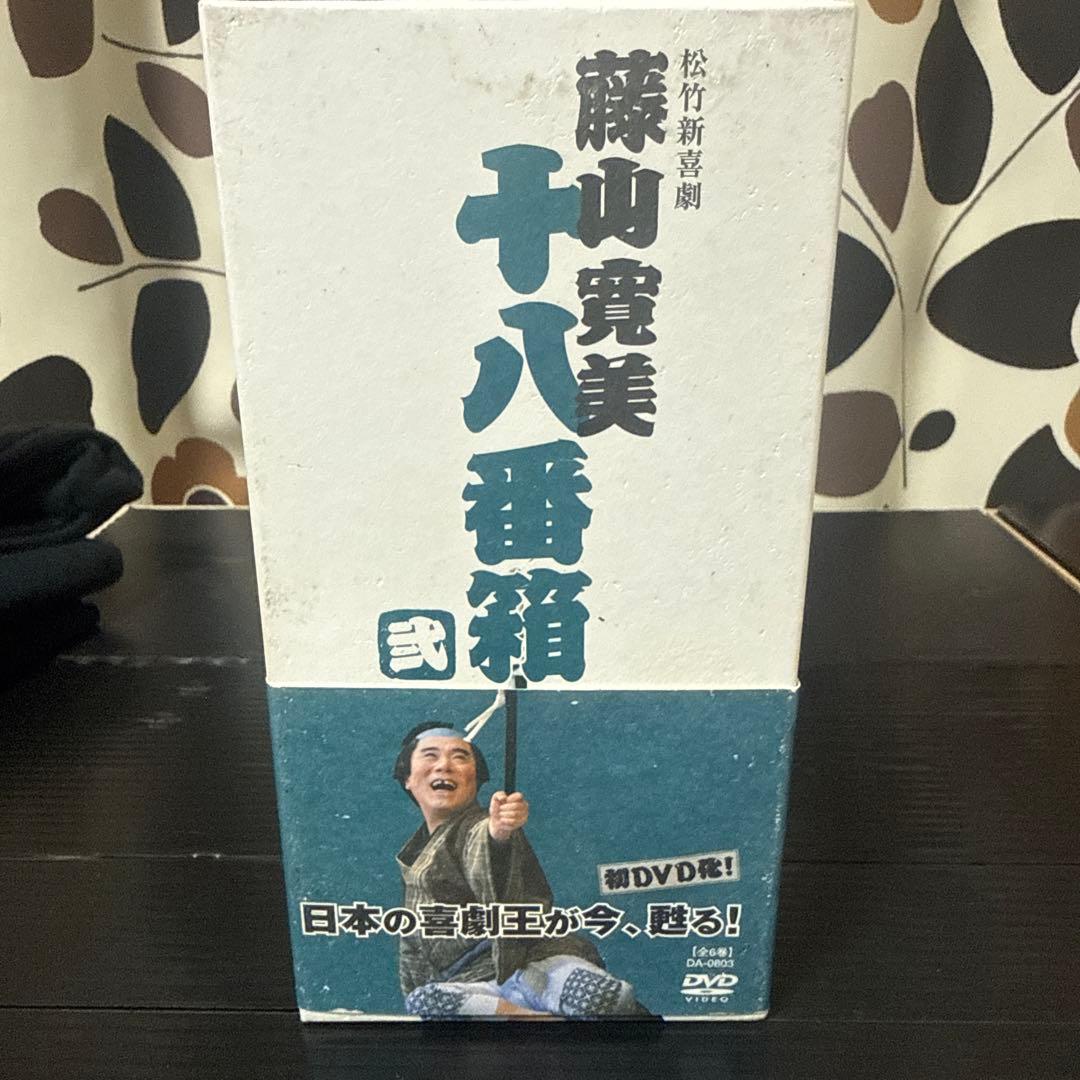 松竹新喜劇
藤山寛美
十八番箱
弐
初DVD化!
日本の喜劇王が今、甦る!
【全6巻】
DA-0803
DVD
VIDEO